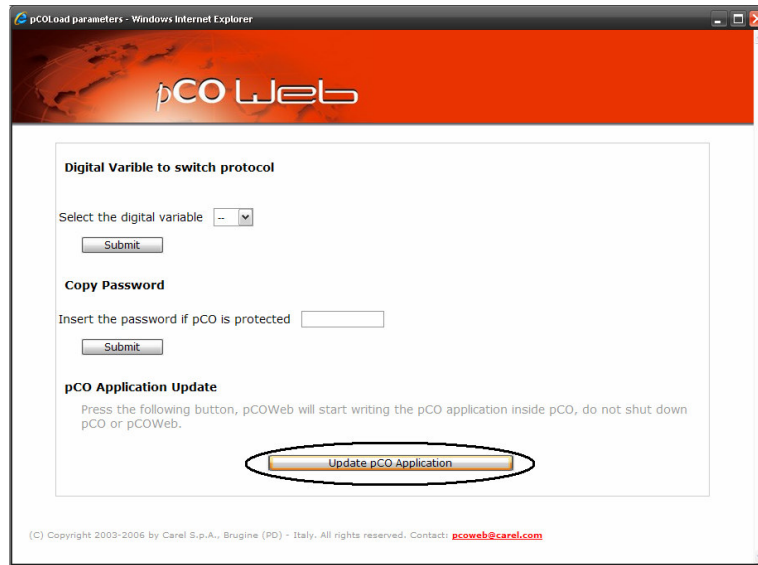 pCOLoad parameters - Windows Internet Explorer
pCO Web
Digital Varible to switch protocol
Select the digital variable --
Submit
Copy Password
Insert the password if pCO is protected
Submit
pCO Application Update
Press the following button, pCOWeb will start writing the pCO application inside pCO, do not shut down
pCO or pCOWeb.
Update pCO Application
(C) Copyright 2003-2006 by Carel S.p.A., Brugine (PD) - Italy. All rights reserved. Contact: pcoweb@carel.com